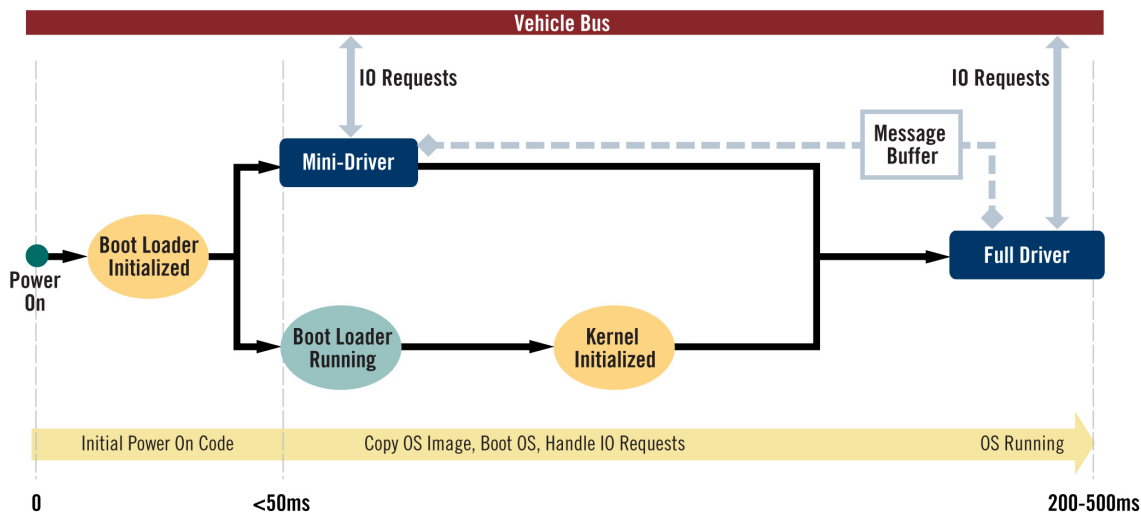 Vehicle Bus
IO Requests
IO Requests
Message
Buffer
Mini-Driver
Boot Loader
Initialized
Full Driver
Power
On
Boot Loader
Running
Kernel
Initialized
Initial Power On Code
Copy OS Image, Boot OS, Handle IO Requests
OS Running
0
<50ms
200-500ms